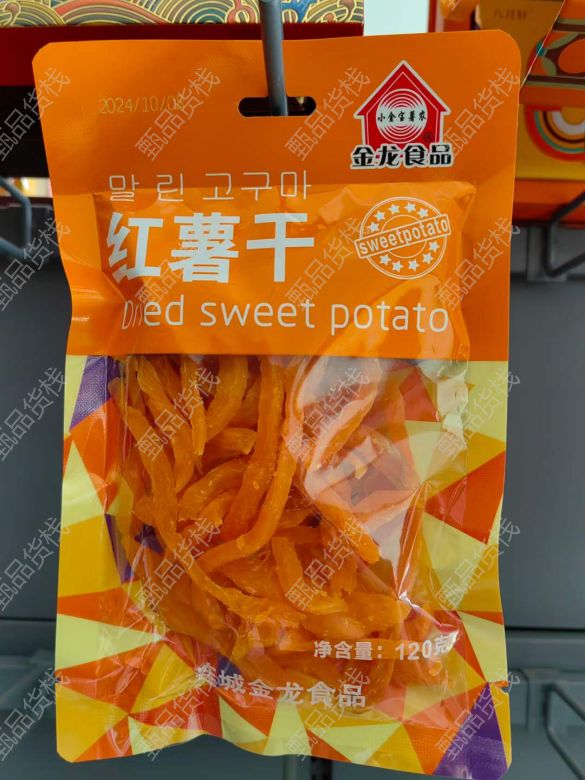 2024/10/08
小金宝薯农
金龙食品
말린 고구마
红薯干
sweetpotato
Dried sweet potato
净含量: 120克
城金龙食品
甄品货栈